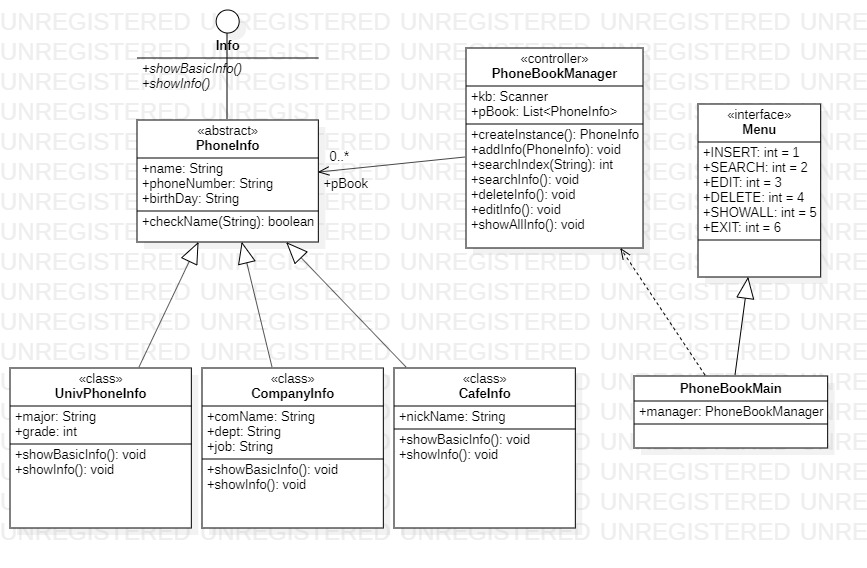 Info
+showBasicInfo()
+showInfo()
«abstract»
PhoneInfo
+name: String
+phoneNumber: String
+birthDay: String
+checkName(String): boolean
0..*
+pBook
«controller»
PhoneBookManager
+kb: Scanner
+pBook: List<PhoneInfo>
+createInstance(): PhoneInfo
+addInfo(PhoneInfo): void
+searchIndex(String): int
+searchInfo(): void
+deleteInfo(): void
+editInfo(): void
+showAllInfo(): void
«interface»
Menu
+INSERT: int = 1
+SEARCH: int = 2
+EDIT: int = 3
+DELETE: int = 4
+SHOWALL: int = 5
+EXIT: int = 6
«class»
UnivPhoneInfo
+major: String
+grade: int
+showBasicInfo(): void
+showInfo(): void
«class»
CompanyInfo
+comName: String
+dept: String
+job: String
+showBasicInfo(): void
+showInfo(): void
«class»
CafeInfo
+nickName: String
+showBasicInfo(): void
+showInfo(): void
PhoneBookMain
+manager: PhoneBookManager
UNREGISTERED UNREGISTERED UNREGISTERED UNREGISTERED UNRE